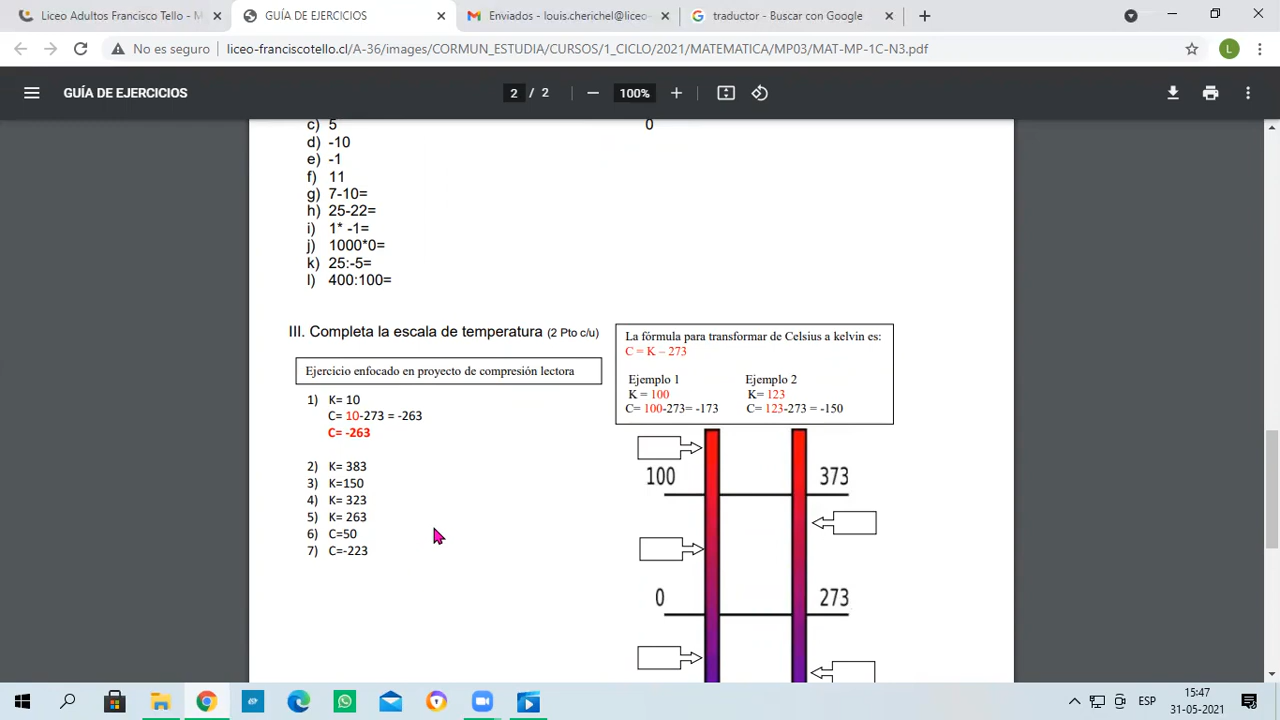 Liceo Adultos Francisco Tello - M
GUÍA DE EJERCICIOS
Enviados - louis.cherichel@liceo-
traductor - Buscar con Google
No es seguro
liceo-franciscotello.cl/A-36/images/CORMUN_ESTUDIA/CURSOS/1_CICLO/2021/MATEMATICA/MP03/MAT-MP-1C-N3.pdf
L
GUÍA DE EJERCICIOS
2 / 2
100%
c) 5
0
d) -10
e) -1
f) 11
g) 7-10=
h) 25-22=
i) 1* -1=
j) 1000*0=
k) 25:-5=
l) 400:100=
III. Completa la escala de temperatura (2 Pto c/u)
Ejercicio enfocado en proyecto de compresión lectora
1) K= 10
C= 10-273 = -263
C= -263
2) K= 383
3) K=150
4) K= 323
5) K= 263
6) C=50
7) C=-223
La fórmula para transformar de Celsius a kelvin es:
C = K – 273
Ejemplo 1
Ejemplo 2
K = 100
K= 123
C= 100-273= -173
C= 123-273 = -150
100
373
0
273
ESP
15:47
31-05-2021